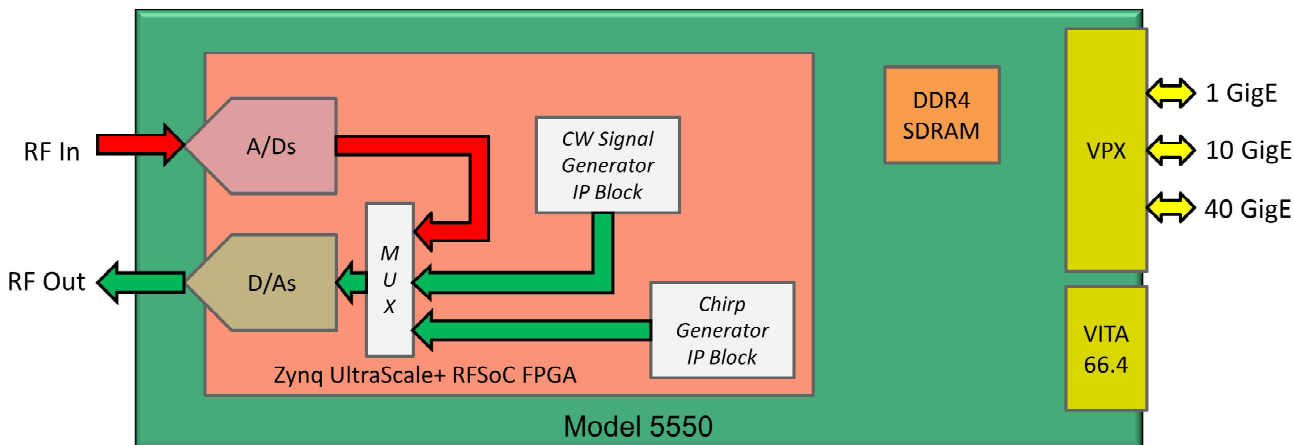 RF In
A/Ds
CW Signal
Generator
IP Block
DDR4
SDRAM
VPX
1 GigE
10 GigE
40 GigE
RF Out
D/As
M
U
X
Chirp
Generator
IP Block
VITA
66.4
Zynq UltraScale+ RFSoC FPGA
Model 5550